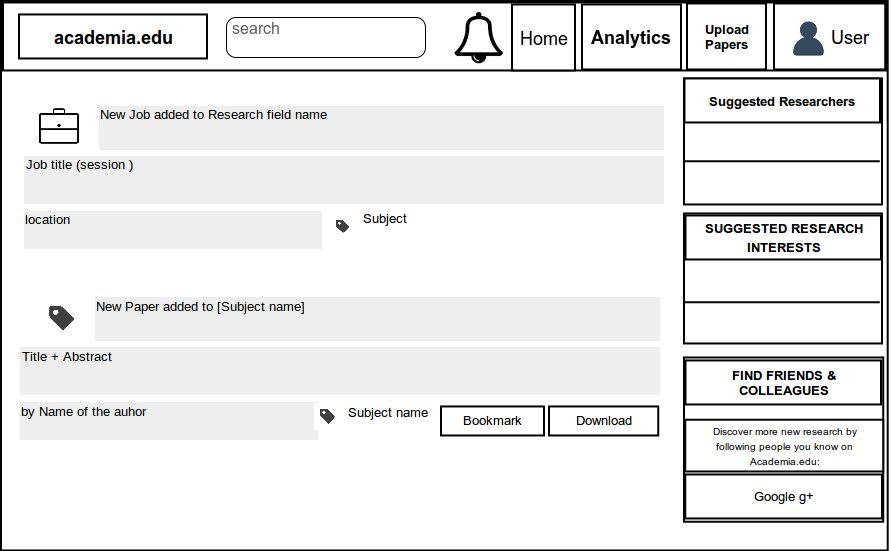 academia.edu
search
Home
Analytics
Upload
Papers
User
New Job added to Research field name
Job title (session )
location
Subject
New Paper added to [Subject name]
Title + Abstract
by Name of the auhor
Subject name
Bookmark
Download
Suggested Researchers
SUGGESTED RESEARCH
INTERESTS
FIND FRIENDS &
COLLEAGUES
Discover more new research by
following people you know on
Academia.edu:
Google g+